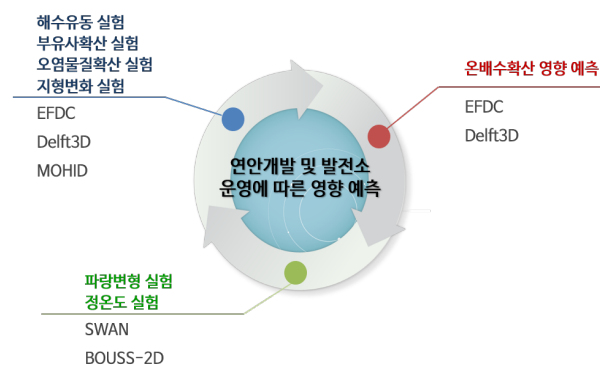 해수유동 실험
부유사확산 실험
오염물질확산 실험
지형변화 실험
EFDC
Delft3D
MOHID
온배수확산 영향 예측
EFDC
Delft3D
연안개발 및 발전소
운영에 따른 영향 예측
파랑변형 실험
정온도 실험
SWAN
BOUSS-2D